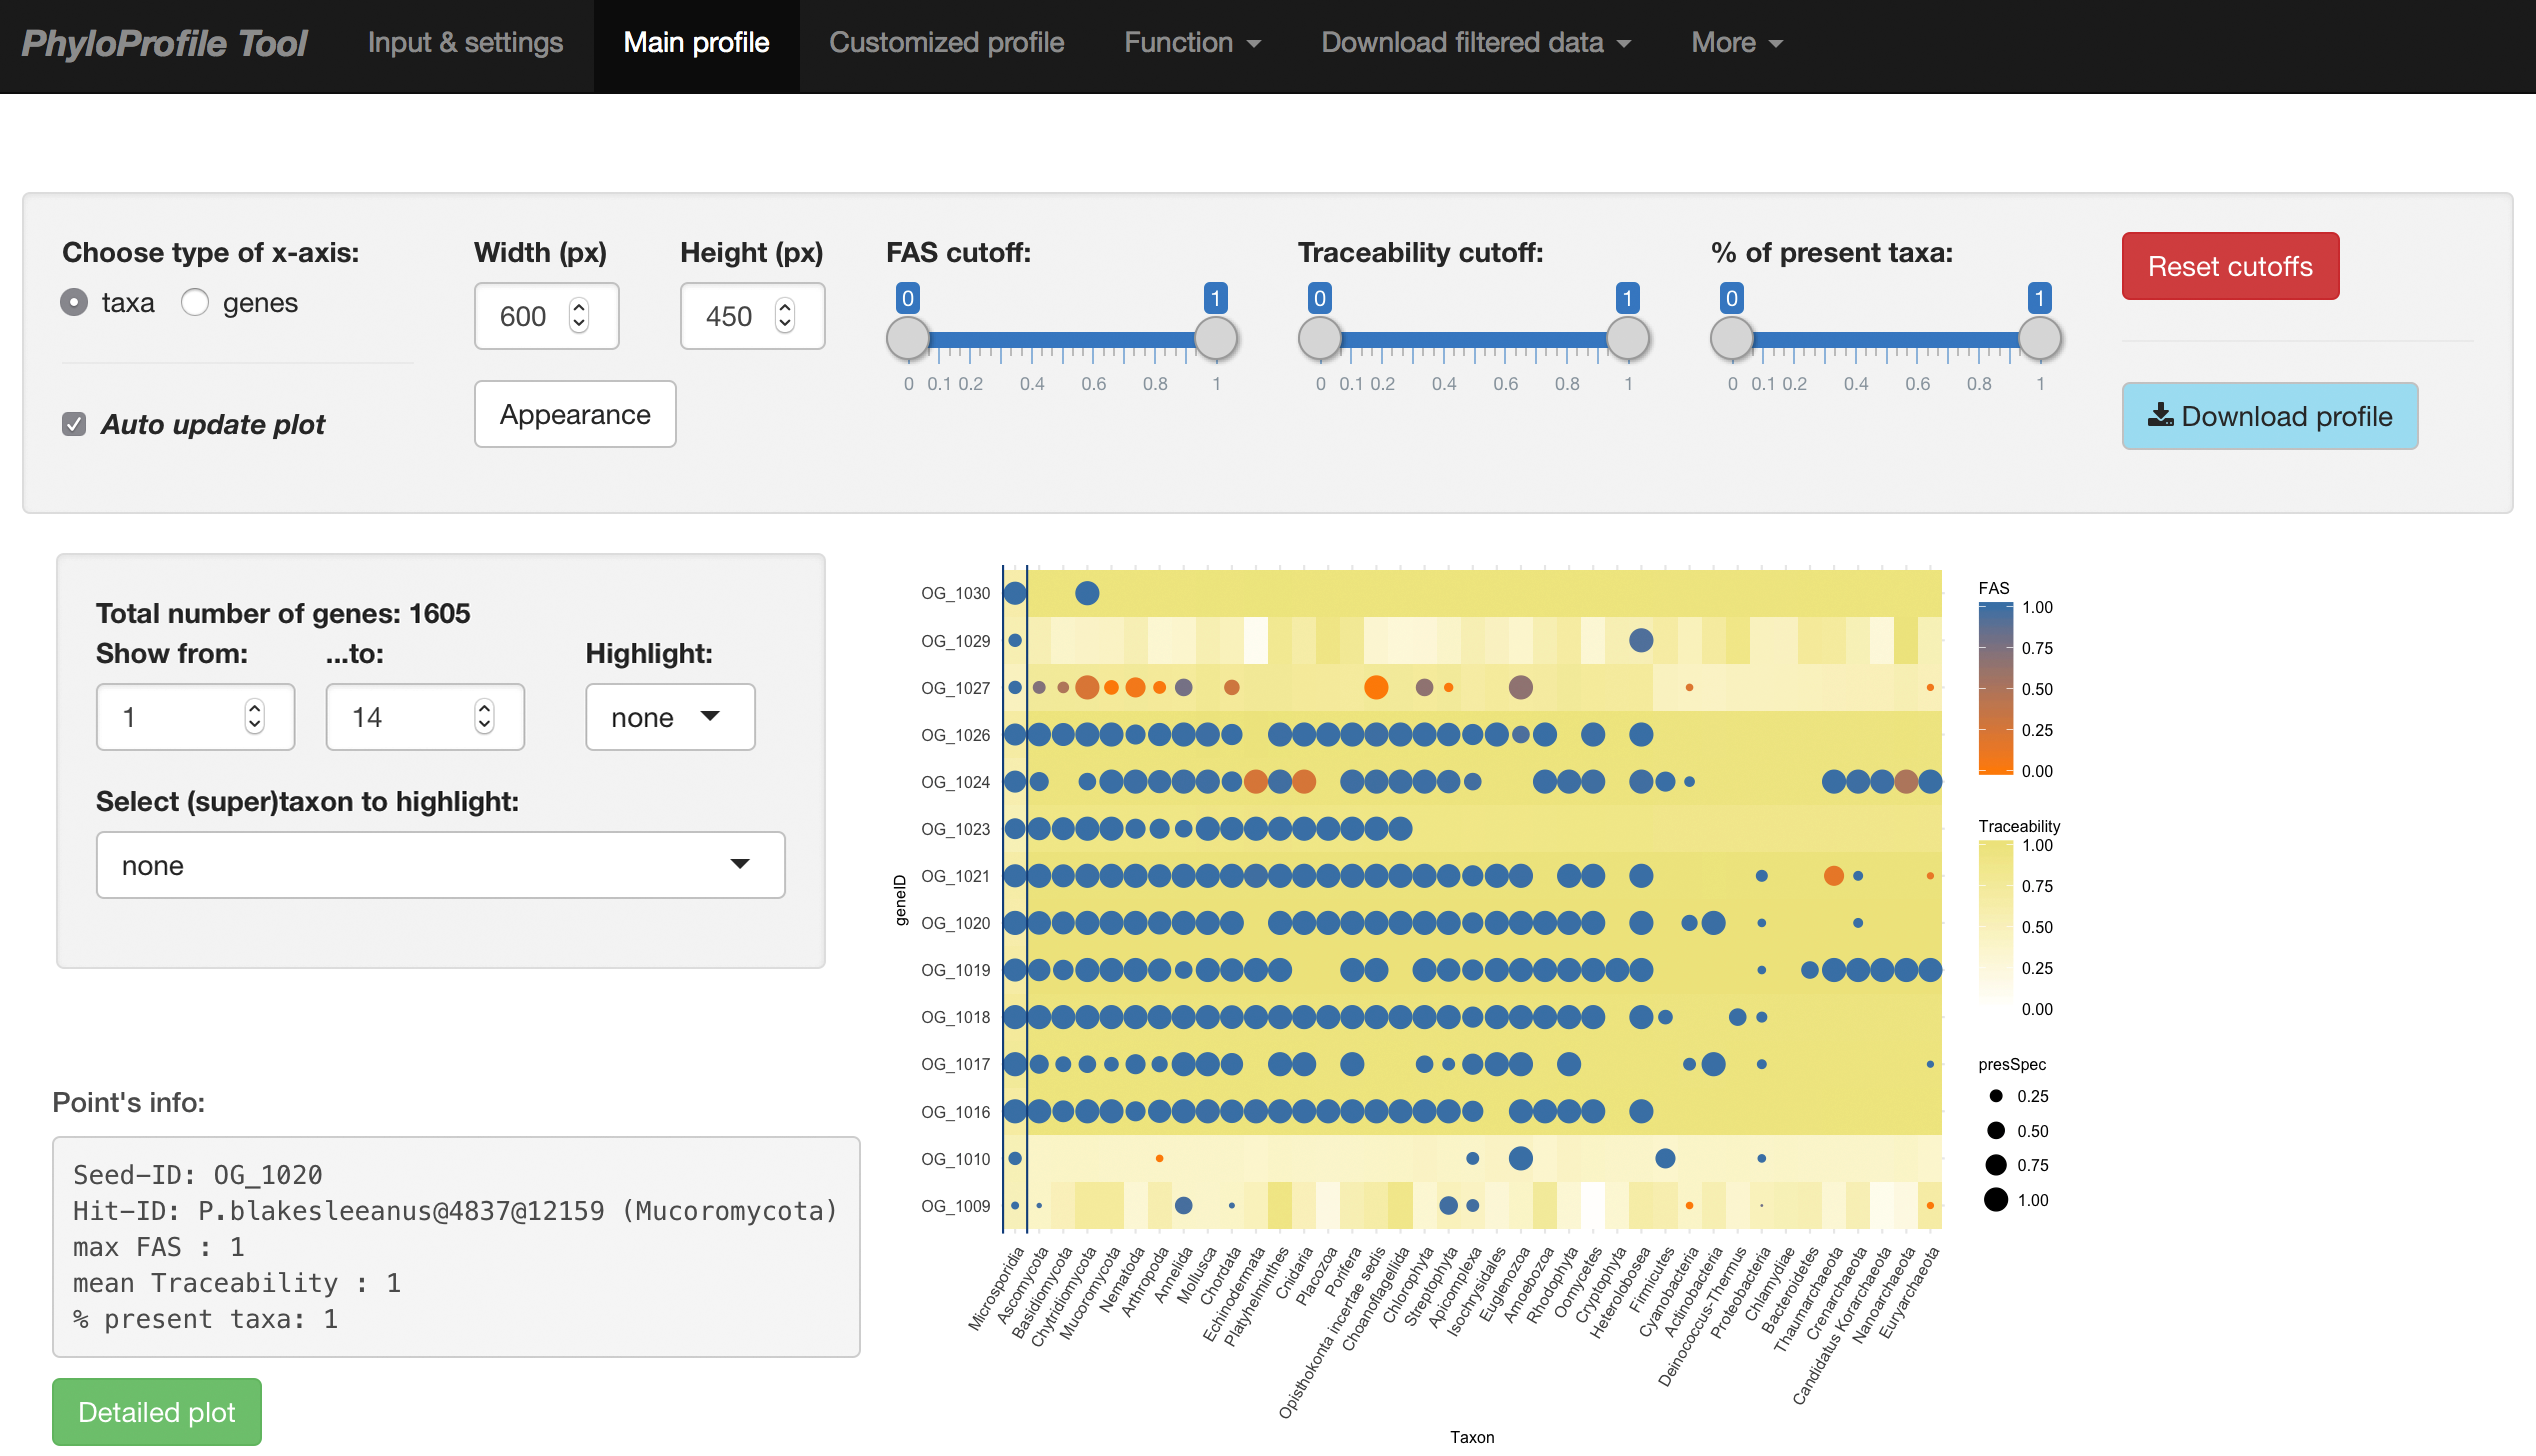 PhyloProfile Tool Input & settings Main profile Customized profile Function Download filtered data More
Choose type of x-axis: Width (px) Height (px) FAS cutoff: Traceability cutoff: % of present taxa:
taxa genes 600 450 0 1 0 1 0 1 Reset cutoffs
0 0.1 0.2 0.4 0.6 0.8 1 0 0.1 0.2 0.4 0.6 0.8 1 0 0.1 0.2 0.4 0.6 0.8 1
Auto update plot Appearance Download profile
Total number of genes: 1605
Show from: ...to: Highlight:
1 14 none
Select (super)taxon to highlight:
none
Point's info:
Seed-ID: OG_1020
Hit-ID: P.blakesleeanus@4837@12159 (Mucoromycota)
max FAS : 1
mean Traceability : 1
% present taxa: 1
Detailed plot
geneID
OG_1030
OG_1029
OG_1027
OG_1026
OG_1024
OG_1023
OG_1021
OG_1020
OG_1019
OG_1018
OG_1017
OG_1016
OG_1010
OG_1009
Microsporidia
Ascomycota
Basidiomycota
Chytridiomycota
Mucoromycota
Nematoda
Arthropoda
Annelida
Mollusca
Chordata
Echinodermata
Platyhelminthes
Cnidaria
Placozoa
Porifera
Opisthokonta incertae sedis
Choanoflagellida
Chlorophyta
Streptophyta
Apicomplexa
Isochrysidales
Euglenozoa
Amoebozoa
Rhodophyta
Oomycetes
Cryptophyta
Heterolobosea
Firmicutes
Cyanobacteria
Actinobacteria
Deinococcus-Thermus
Proteobacteria
Chlamydiae
Bacteroidetes
Thaumarchaeota
Crenarchaeota
Candidatus Korarchaeota
Nanoarchaeota
Euryarchaeota
Taxon
FAS
1.00
0.75
0.50
0.25
0.00
Traceability
1.00
0.75
0.50
0.25
0.00
presSpec
0.25
0.50
0.75
1.00